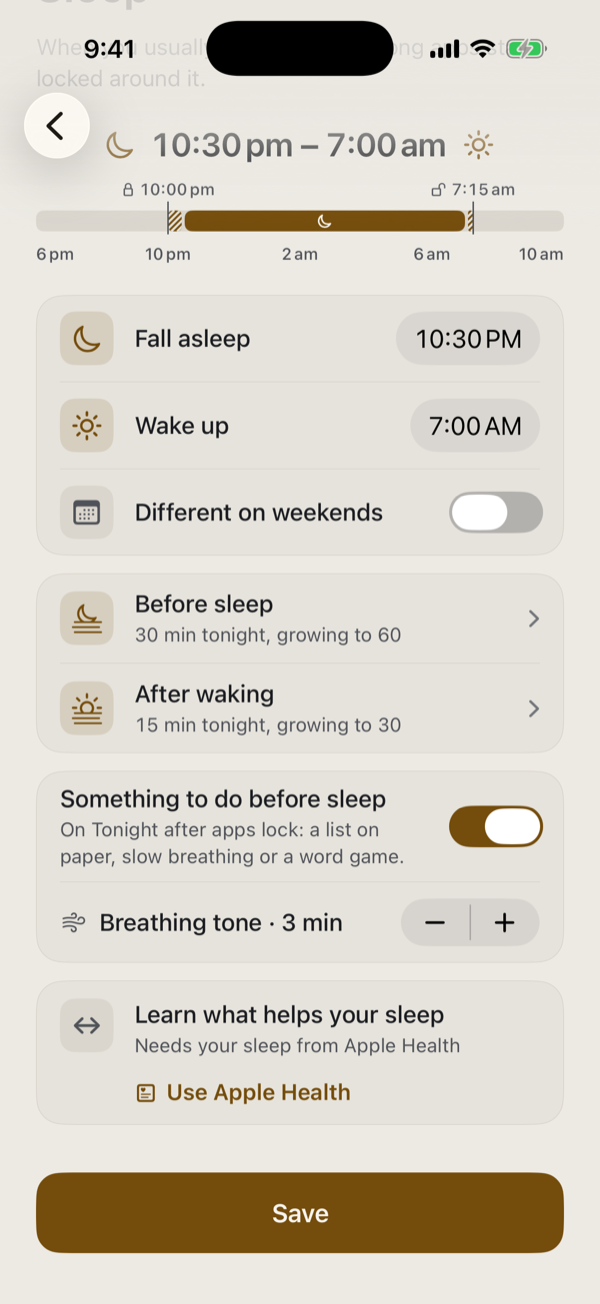 Sleep
9:41
locked around it.
10:30 pm – 7:00 am
10:00 pm
7:15 am
6 pm
10 pm
2 am
6 am
10 am
Fall asleep
10:30 PM
Wake up
7:00 AM
Different on weekends
Before sleep
30 min tonight, growing to 60
After waking
15 min tonight, growing to 30
Something to do before sleep
On Tonight after apps lock: a list on
paper, slow breathing or a word game.
Breathing tone · 3 min
Learn what helps your sleep
Needs your sleep from Apple Health
Use Apple Health
Save